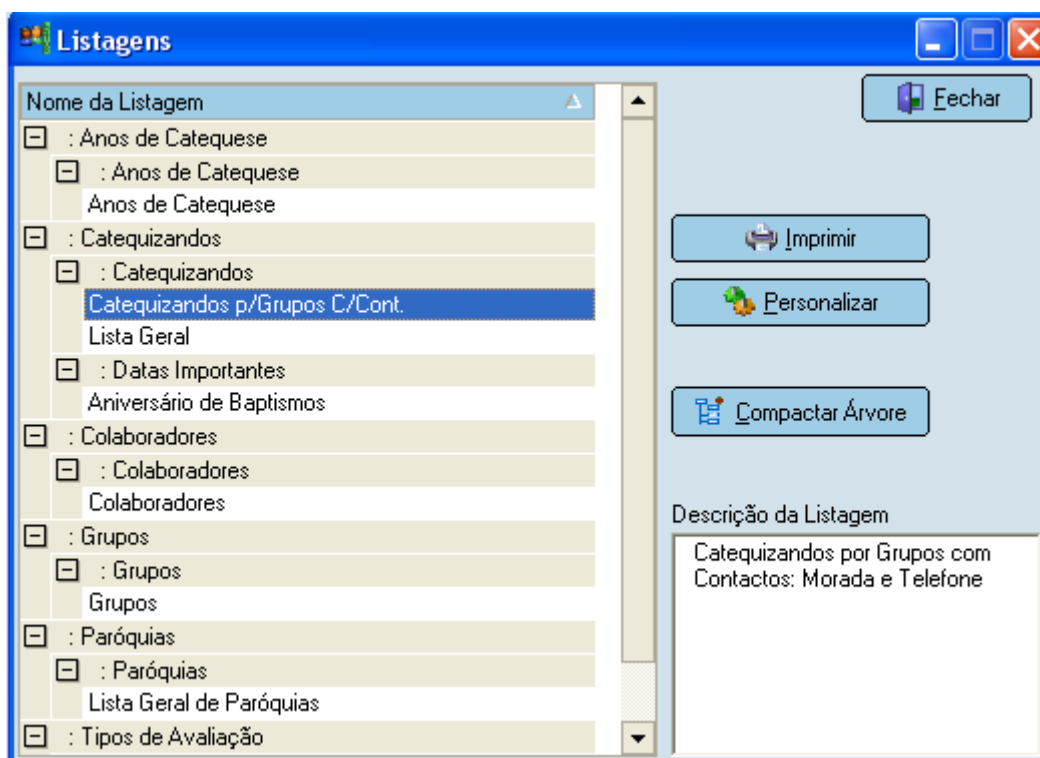 Listagens
Nome da Listagem
Fechar
: Anos de Catequese
: Anos de Catequese
Anos de Catequese
: Catequizandos
: Catequizandos
Catequizandos p/Grupos C/Cont.
Lista Geral
: Datas Importantes
Aniversário de Baptismos
: Colaboradores
: Colaboradores
Colaboradores
: Grupos
: Grupos
Grupos
: Paróquias
: Paróquias
Lista Geral de Paróquias
: Tipos de Avaliação
Imprimir
Personalizar
Compactar Árvore
Descrição da Listagem
Catequizandos por Grupos com
Contactos: Morada e Telefone